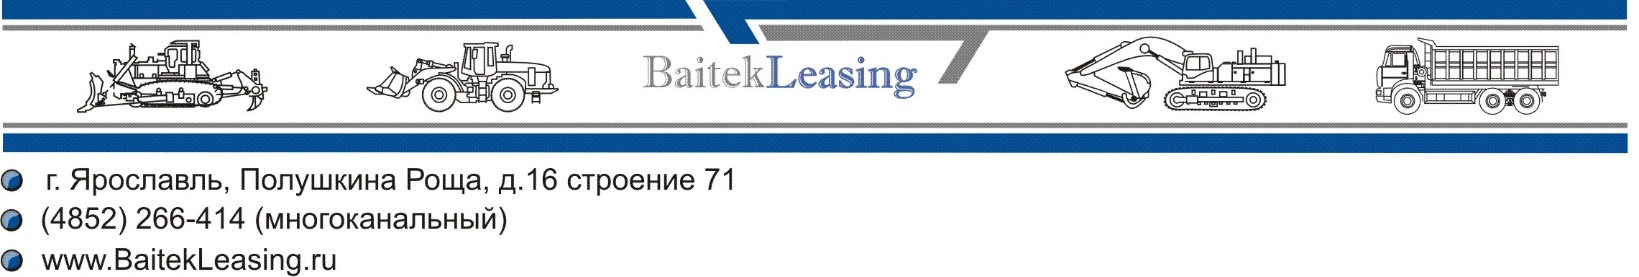 BaitekLeasing
г. Ярославль, Полушкина Роща, д.16 строение 71
(4852) 266-414 (многоканальный)
www.BaitekLeasing.ru